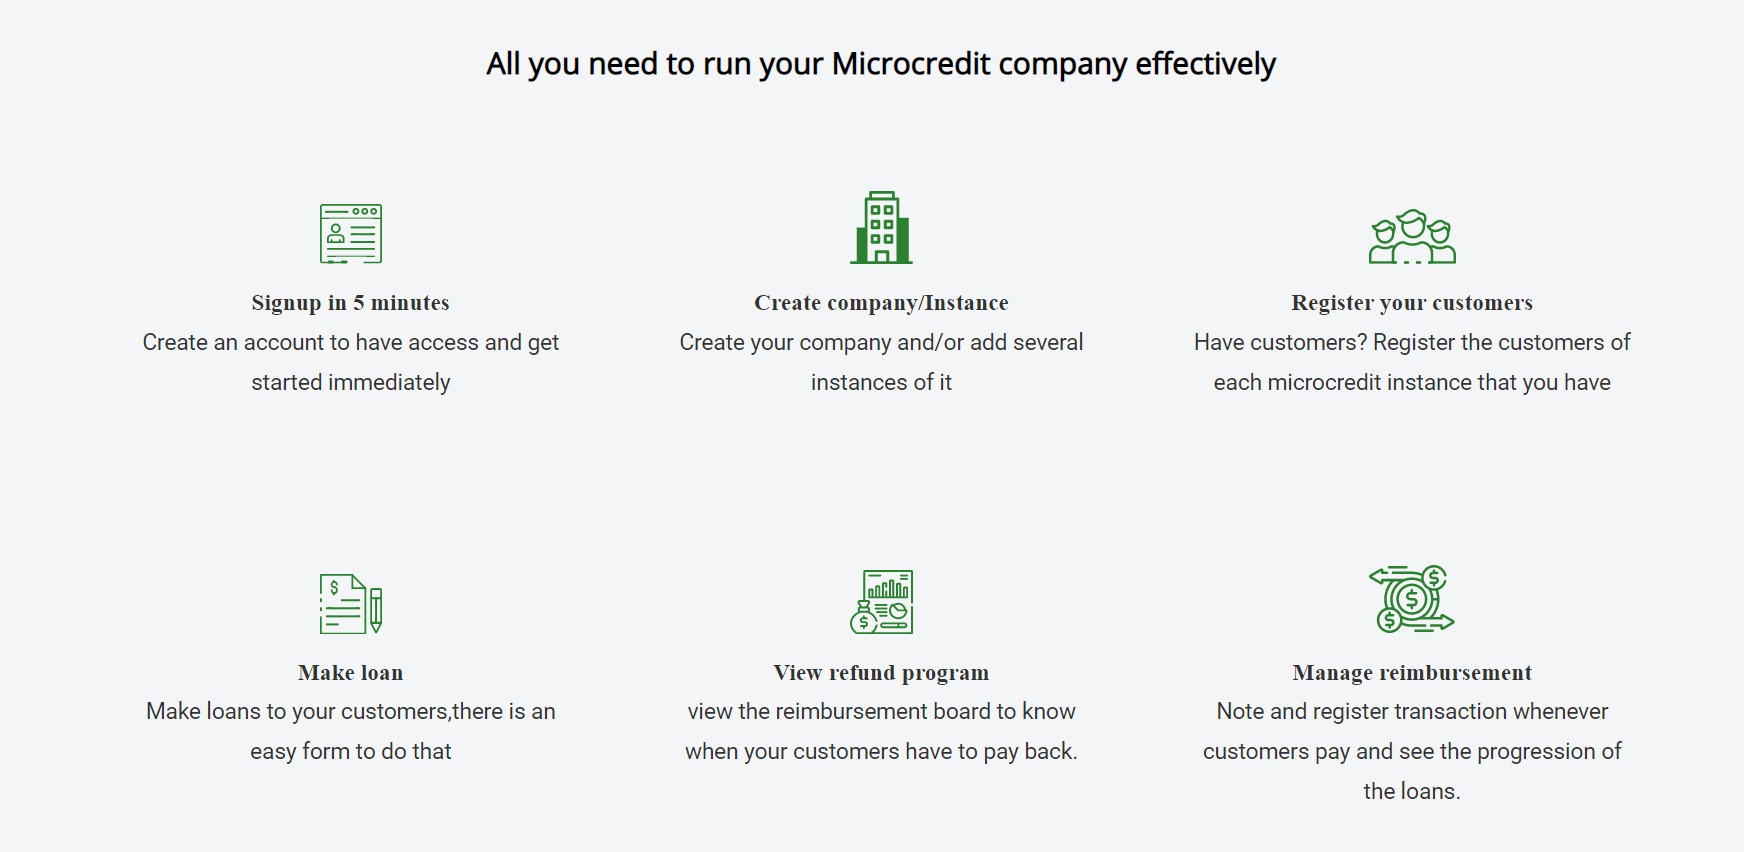 All you need to run your Microcredit company effectively
Signup in 5 minutes
Create an account to have access and get
started immediately
Create company/Instance
Create your company and/or add several
instances of it
Register your customers
Have customers? Register the customers of
each microcredit instance that you have
$
Make loan
Make loans to your customers,there is an
easy form to do that
$
View refund program
view the reimbursement board to know
when your customers have to pay back.
$
$
$
Manage reimbursement
Note and register transaction whenever
customers pay and see the progression of
the loans.